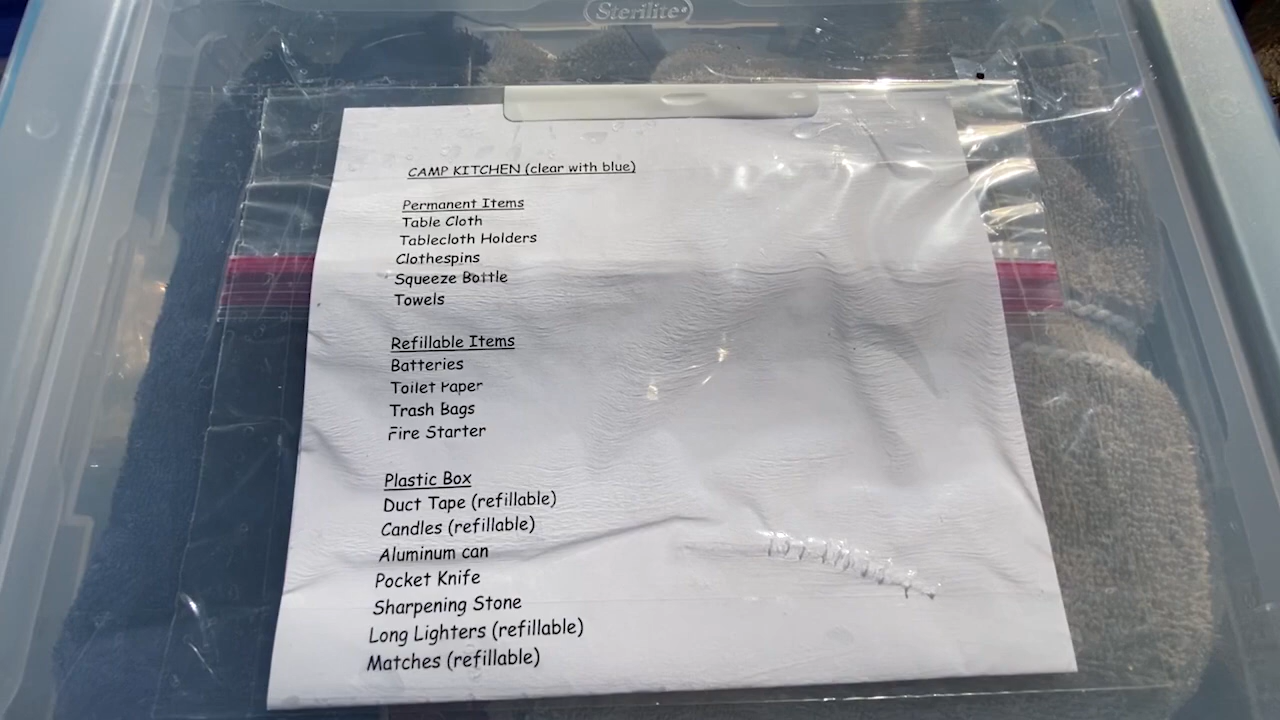 Sterilite
CAMP KITCHEN (clear with blue)
Permanent Items
Table Cloth
Tablecloth Holders
Clothespins
Squeeze Bottle
Towels
Refillable Items
Batteries
Toilet Paper
Trash Bags
Fire Starter
Plastic Box
Duct Tape (refillable)
Candles (refillable)
Aluminum can
Pocket Knife
Sharpening Stone
Long Lighters (refillable)
Matches (refillable)